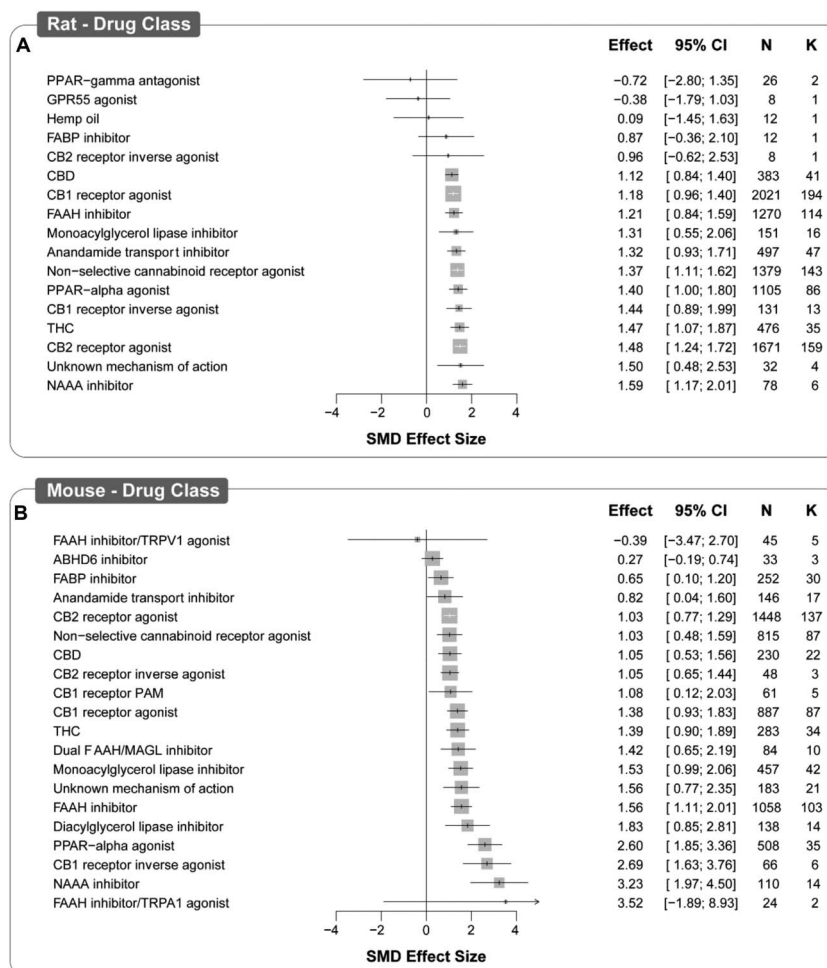 Rat - Drug Class
A
Effect 95% CI N K
PPAR−gamma antagonist −0.72 [−2.80; 1.35] 26 2
GPR55 agonist −0.38 [−1.79; 1.03] 8 1
Hemp oil 0.09 [−1.45; 1.63] 12 1
FABP inhibitor 0.87 [−0.36; 2.10] 12 1
CB2 receptor inverse agonist 0.96 [−0.62; 2.53] 8 1
CBD 1.12 [ 0.84; 1.40] 383 41
CB1 receptor agonist 1.18 [ 0.96; 1.40] 2021 194
FAAH inhibitor 1.21 [ 0.84; 1.59] 1270 114
Monoacylglycerol lipase inhibitor 1.31 [ 0.55; 2.06] 151 16
Anandamide transport inhibitor 1.32 [ 0.93; 1.71] 497 47
Non-selective cannabinoid receptor agonist 1.37 [ 1.11; 1.62] 1379 143
PPAR-alpha agonist 1.40 [ 1.00; 1.80] 1105 86
CB1 receptor inverse agonist 1.44 [ 0.89; 1.99] 131 13
THC 1.47 [ 1.07; 1.87] 476 35
CB2 receptor agonist 1.48 [ 1.24; 1.72] 1671 159
Unknown mechanism of action 1.50 [ 0.48; 2.53] 32 4
NAAA inhibitor 1.59 [ 1.17; 2.01] 78 6
−4 −2 0 2 4
SMD Effect Size
Mouse - Drug Class
B
Effect 95% CI N K
FAAH inhibitor/TRPV1 agonist −0.39 [−3.47; 2.70] 45 5
ABHD6 inhibitor 0.27 [−0.19; 0.74] 33 3
FABP inhibitor 0.65 [ 0.10; 1.20] 252 30
Anandamide transport inhibitor 0.82 [ 0.04; 1.60] 146 17
CB2 receptor agonist 1.03 [ 0.77; 1.29] 1448 137
Non-selective cannabinoid receptor agonist 1.03 [ 0.48; 1.59] 815 87
CBD 1.05 [ 0.53; 1.56] 230 22
CB2 receptor inverse agonist 1.05 [ 0.65; 1.44] 48 3
CB1 receptor PAM 1.08 [ 0.12; 2.03] 61 5
CB1 receptor agonist 1.38 [ 0.93; 1.83] 887 87
THC 1.39 [ 0.90; 1.89] 283 34
Dual FAAH/MAGL inhibitor 1.42 [ 0.65; 2.19] 84 10
Monoacylglycerol lipase inhibitor 1.53 [ 0.99; 2.06] 457 42
Unknown mechanism of action 1.56 [ 0.77; 2.35] 183 21
FAAH inhibitor 1.56 [ 1.11; 2.01] 1058 103
Diacylglycerol lipase inhibitor 1.83 [ 0.85; 2.81] 138 14
PPAR-alpha agonist 2.60 [ 1.85; 3.36] 508 35
CB1 receptor inverse agonist 2.69 [ 1.63; 3.76] 66 6
NAAA inhibitor 3.23 [ 1.97; 4.50] 110 14
FAAH inhibitor/TRPA1 agonist 3.52 [−1.89; 8.93] 24 2
−4 −2 0 2 4
SMD Effect Size